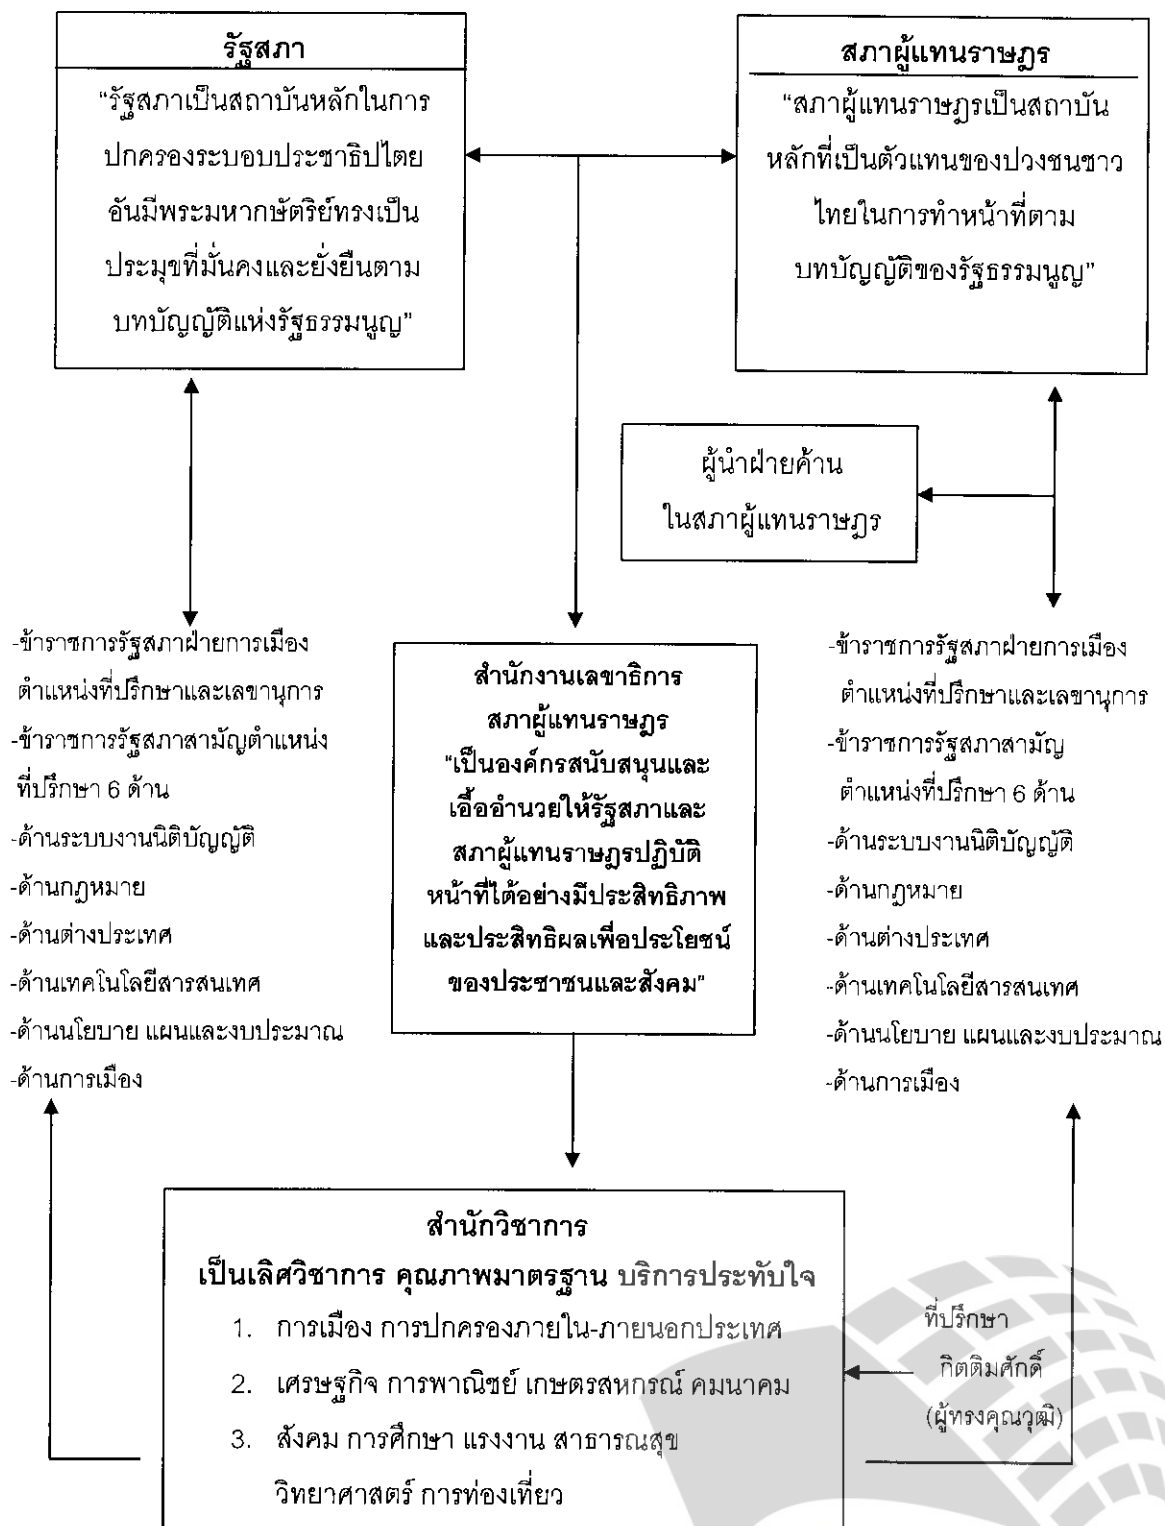 รัฐสภา
“รัฐสภาเป็นสถาบันหลักในการ
ปกครองระบอบประชาธิปไตย
อันมีพระมหากษัตริย์ทรงเป็น
ประมุขที่มั่นคงและยั่งยืนตาม
บทบัญญัติแห่งรัฐธรรมนูญ”
สภาผู้แทนราษฎร
“สภาผู้แทนราษฎรเป็นสถาบัน
หลักที่เป็นตัวแทนของปวงชนชาว
ไทยในการทำหน้าที่ตาม
บทบัญญัติของรัฐธรรมนูญ”
ผู้นำฝ่ายค้าน
ในสภาผู้แทนราษฎร
-ข้าราชการรัฐสภาฝ่ายการเมือง
ตำแหน่งที่ปรึกษาและเลขานุการ
-ข้าราชการรัฐสภาสามัญตำแหน่ง
ที่ปรึกษา 6 ด้าน
-ด้านระบบงานนิติบัญญัติ
-ด้านกฎหมาย
-ด้านต่างประเทศ
-ด้านเทคโนโลยีสารสนเทศ
-ด้านนโยบาย แผนและงบประมาณ
-ด้านการเมือง
สำนักงานเลขาธิการ
สภาผู้แทนราษฎร
“เป็นองค์กรสนับสนุนและ
เอื้ออำนวยให้รัฐสภาและ
สภาผู้แทนราษฎรปฏิบัติ
หน้าที่ได้อย่างมีประสิทธิภาพ
และประสิทธิผลเพื่อประโยชน์
ของประชาชนและสังคม”
-ข้าราชการรัฐสภาฝ่ายการเมือง
ตำแหน่งที่ปรึกษาและเลขานุการ
-ข้าราชการรัฐสภาสามัญ
ตำแหน่งที่ปรึกษา 6 ด้าน
-ด้านระบบงานนิติบัญญัติ
-ด้านกฎหมาย
-ด้านต่างประเทศ
-ด้านเทคโนโลยีสารสนเทศ
-ด้านนโยบาย แผนและงบประมาณ
-ด้านการเมือง
สำนักวิชาการ
เป็นเลิศวิชาการ คุณภาพมาตรฐาน บริการประทับใจ
1. การเมือง การปกครองภายใน-ภายนอกประเทศ
2. เศรษฐกิจ การพาณิชย์ เกษตรสหกรณ์ คมนาคม
3. สังคม การศึกษา แรงงาน สาธารณสุข
วิทยาศาสตร์ การท่องเที่ยว
ที่ปรึกษา
กิตติมศักดิ์
(ผู้ทรงคุณวุฒิ)